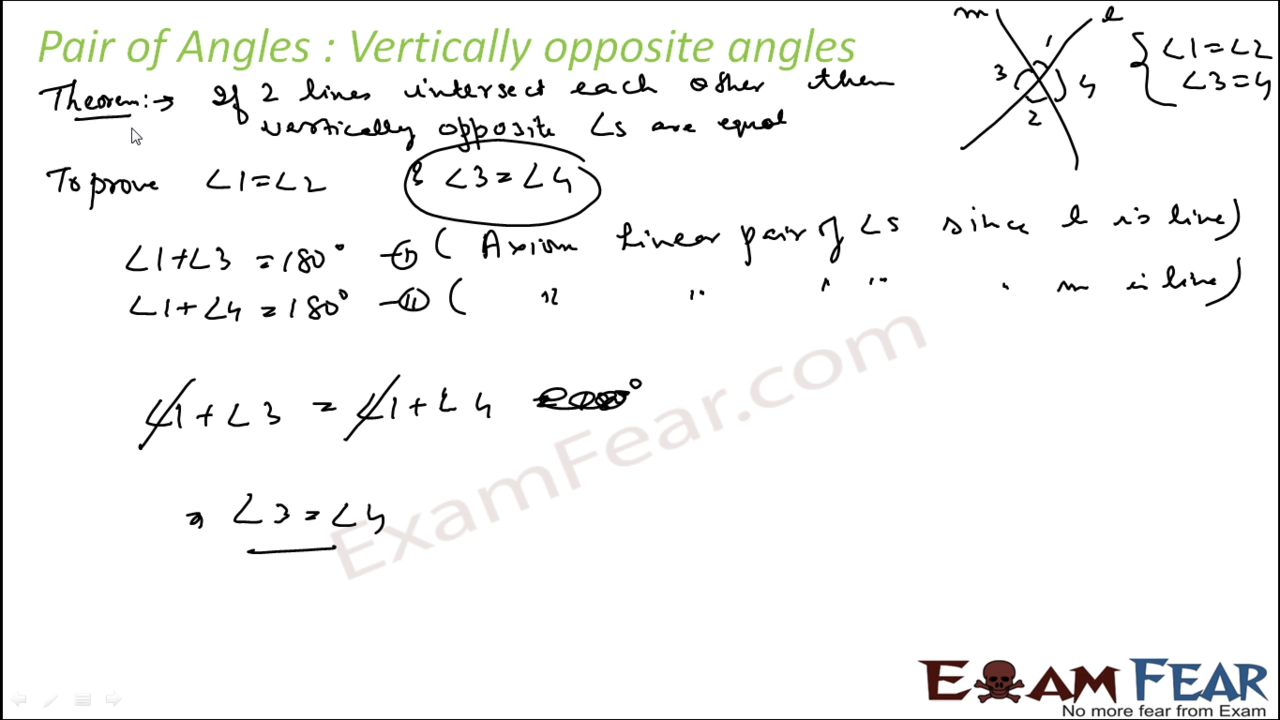 Pair of Angles : Vertically opposite angles
m
l
1
3
4
2
∠1=∠2
∠3=4
Theorem:→ If 2 lines intersect each other then
vertically opposite ∠s are equal
To prove ∠1=∠2 & ∠3=∠4
∠1+∠3 =180° -① ( Axiom linear pair of ∠s since l is line)
∠1+∠4 =180° -⑪ ( " " " " " m is line)
∠1+∠3 = ∠1+∠4
⇒ ∠3=∠4
ExamFear.com
EXAM FEAR
No more fear from Exam